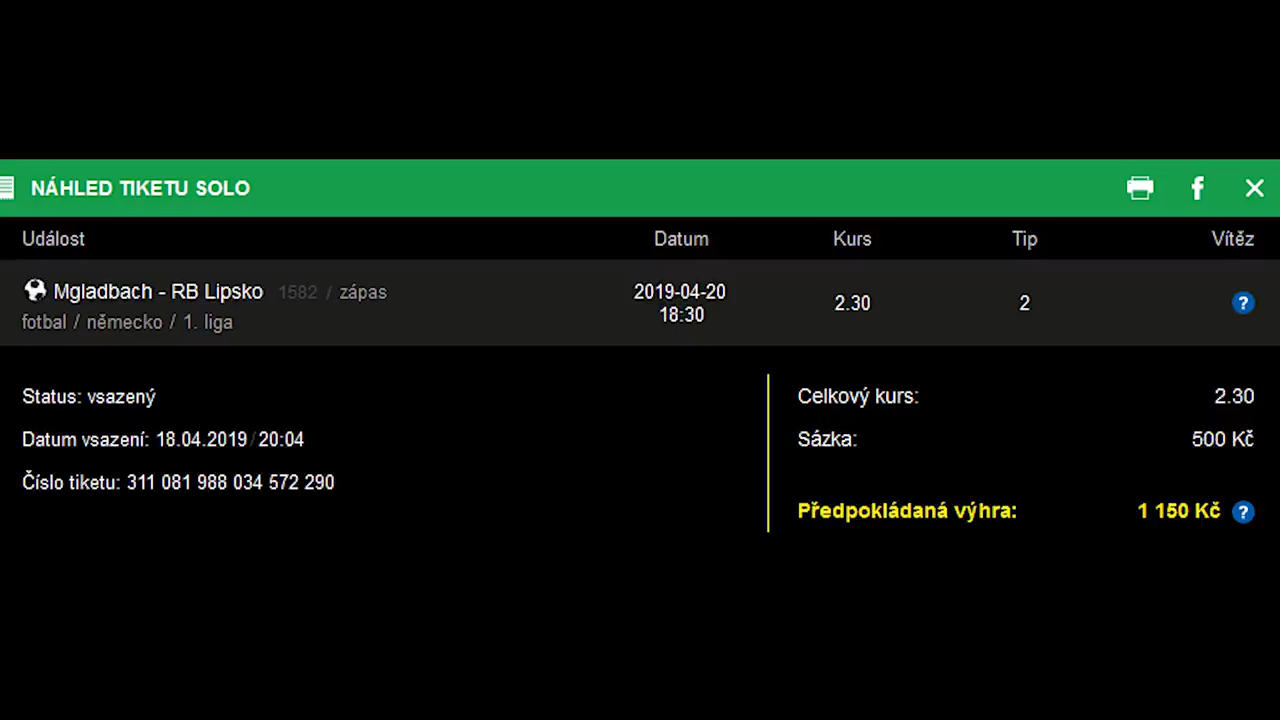 NÁHLED TIKETU SOLO
Událost Datum Kurs Tip Vítěz
Mgladbach - RB Lipsko 1582 / zápas 2019-04-20 18:30 2.30 2 ?
fotbal / německo / 1. liga
Status: vsazený
Datum vsazení: 18.04.2019 / 20:04
Číslo tiketu: 311 081 988 034 572 290
Celkový kurs: 2.30
Sázka: 500 Kč
Předpokládaná výhra: 1 150 Kč ?